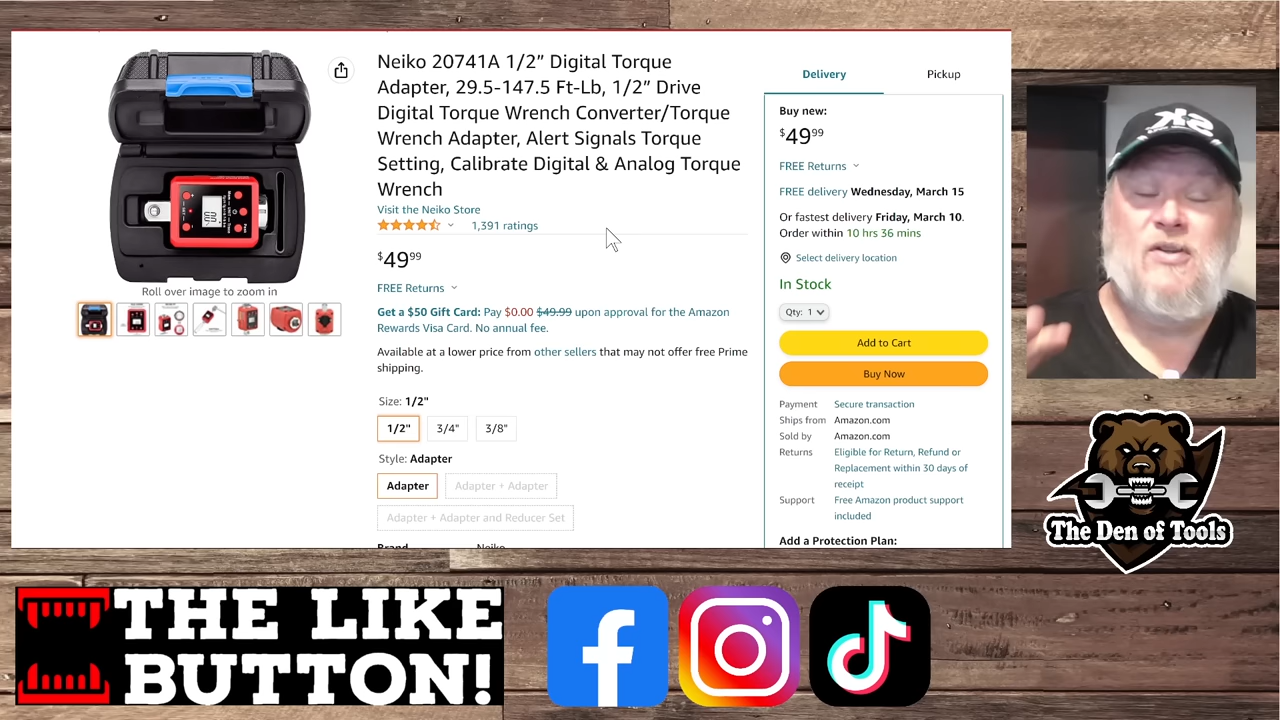 Neiko 20741A 1/2” Digital Torque
Adapter, 29.5-147.5 Ft-Lb, 1/2” Drive
Digital Torque Wrench Converter/Torque
Wrench Adapter, Alert Signals Torque
Setting, Calibrate Digital & Analog Torque
Wrench
Visit the Neiko Store
1,391 ratings
$49.99
FREE Returns
Get a $50 Gift Card: Pay $0.00 $49.99 upon approval for the Amazon
Rewards Visa Card. No annual fee.
Available at a lower price from other sellers that may not offer free Prime
shipping.
Size: 1/2"
1/2" 3/4" 3/8"
Style: Adapter
Adapter Adapter + Adapter
Adapter + Adapter and Reducer Set
Brand Neiko
Roll over image to zoom in
Delivery Pickup
Buy new:
$49.99
FREE Returns
FREE delivery Wednesday, March 15
Or fastest delivery Friday, March 10.
Order within 10 hrs 36 mins
Select delivery location
In Stock
Qty: 1
Add to Cart
Buy Now
Payment Secure transaction
Ships from Amazon.com
Sold by Amazon.com
Returns Eligible for Return, Refund or
Replacement within 30 days of
receipt
Support Free Amazon product support
included
Add a Protection Plan:
SK
The Den of Tools
THE LIKE
BUTTON!